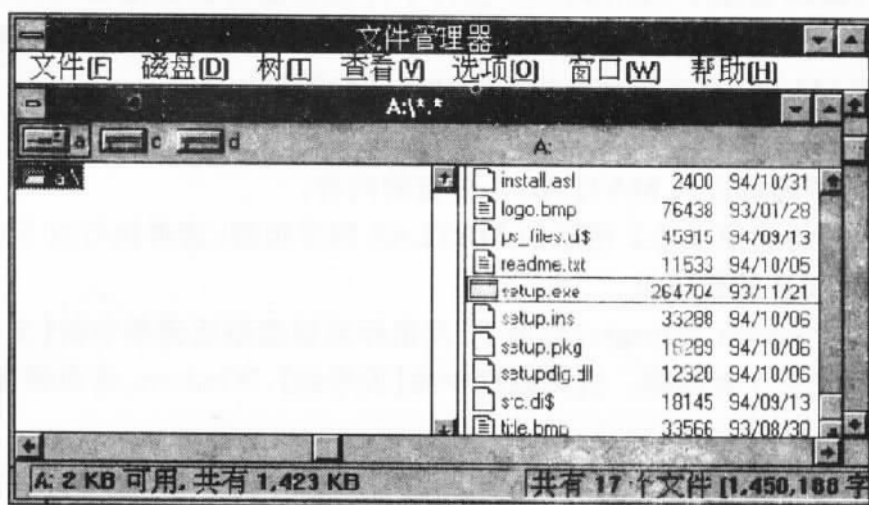 文件管理器
文件[F] 磁盘[D] 树[T] 查看[V] 选项[O] 窗口[W] 帮助[H]
A:\*.*
a c d A:
a:\
install.asl 2400 94/10/31
logo.bmp 76438 93/01/28
ps_files.di$ 45915 94/09/13
readme.txt 11533 94/10/05
setup.exe 264704 93/11/21
setup.ins 33288 94/10/06
setup.pkg 16289 94/10/06
setupdlg.dll 12320 94/10/06
src.di$ 18145 94/09/13
title.bmp 33566 93/08/30
A: 2 KB 可用, 共有 1,423 KB 共有 17 个文件 [1,450,188 字